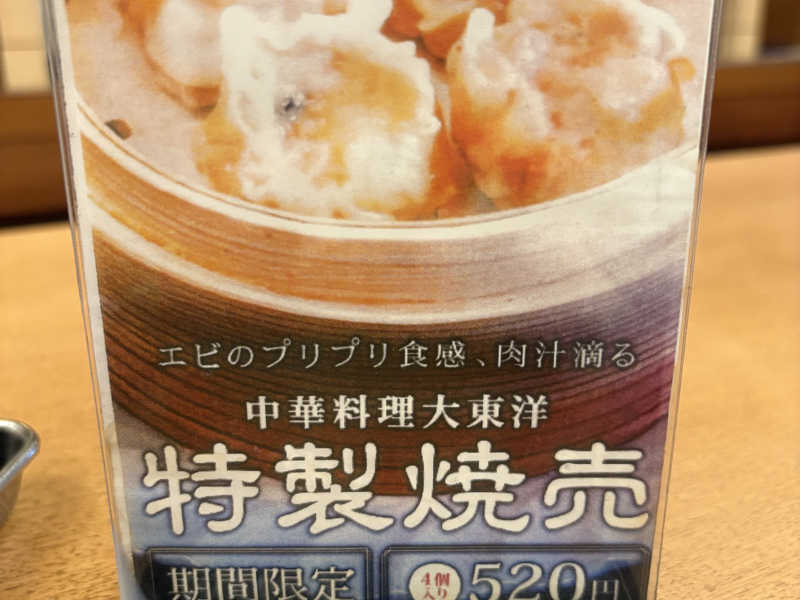 エビのプリプリ食感、肉汁滴る
中華料理大東洋
特製焼売
期間限定
4個入り 520円